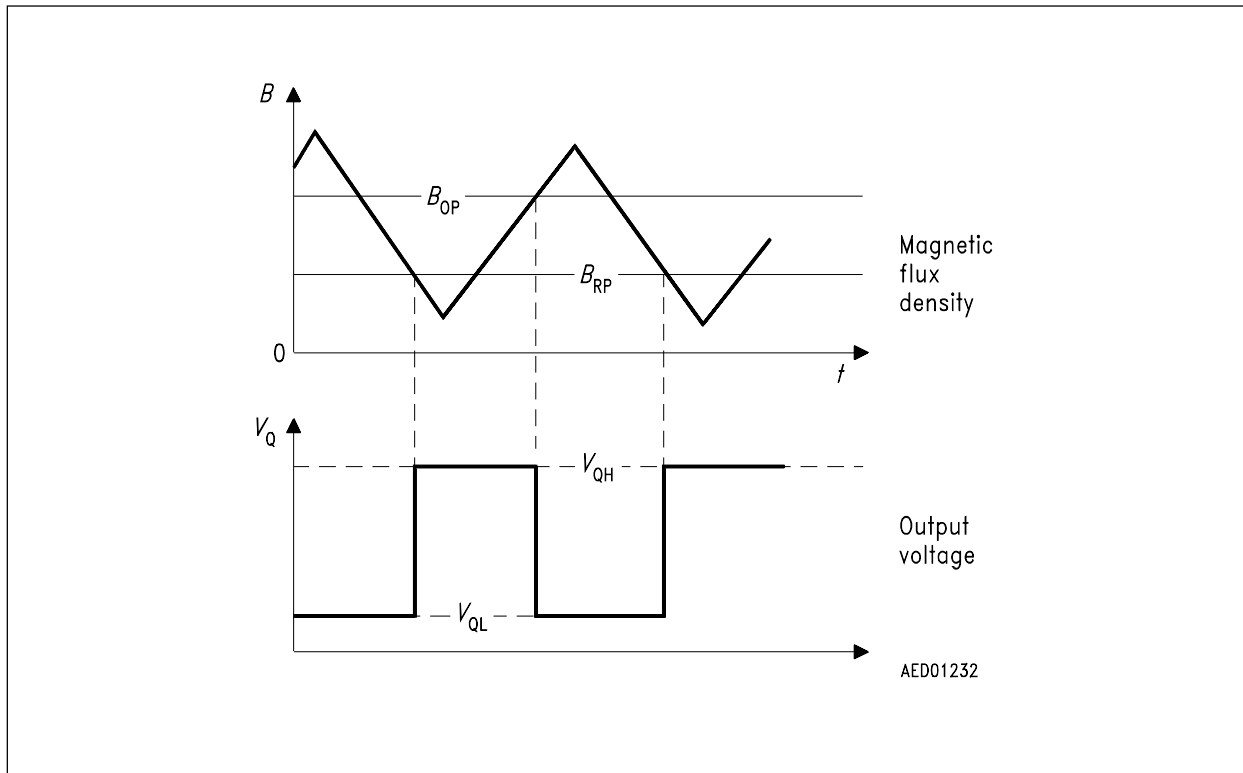 B
B_OP
B_RP
Magnetic
flux
density
0
t
V_Q
V_QH
Output
voltage
V_QL
AED01232